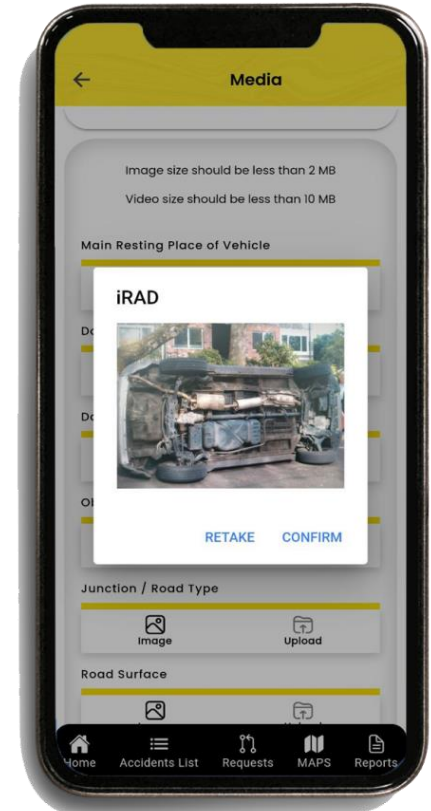 Media
Image size should be less than 2 MB
Video size should be less than 10 MB
Main Resting Place of Vehicle
iRAD
RETAKE CONFIRM
Junction / Road Type
Image Upload
Road Surface
Home Accidents List Requests MAPS Reports